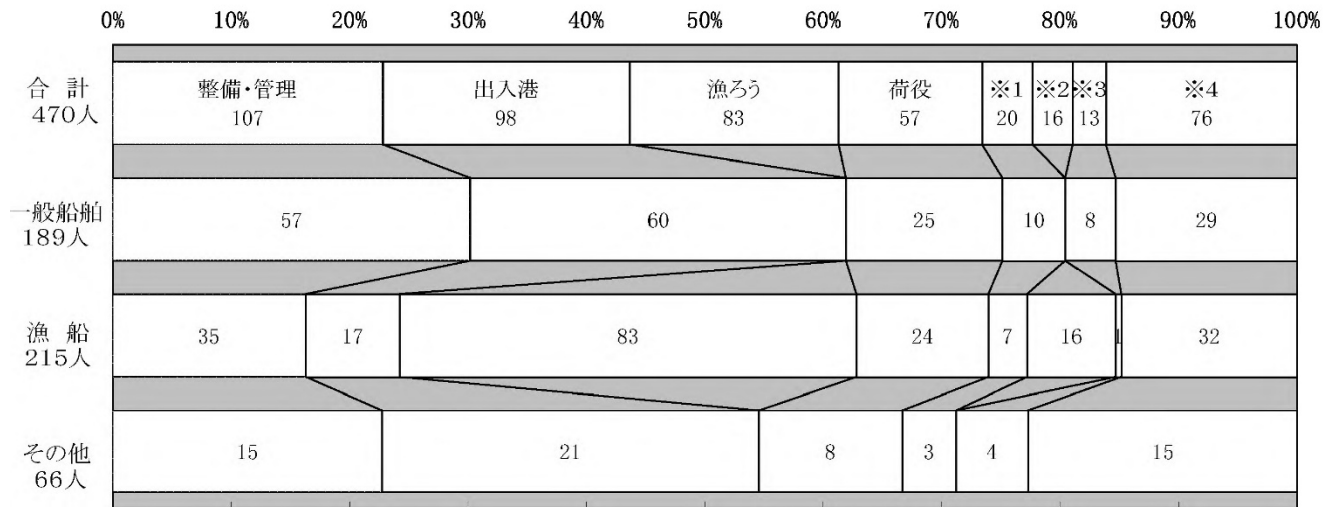 0% 10% 20% 30% 40% 50% 60% 70% 80% 90% 100%
合計 整備・管理 出入港 漁ろう 荷役 ※1 ※2 ※3 ※4
470人 107 98 83 57 20 16 13 76
一般船舶 57 60 25 10 8 29
189人
漁船 35 17 83 24 7 16 1 32
215人
その他 15 21 8 3 4 15
66人